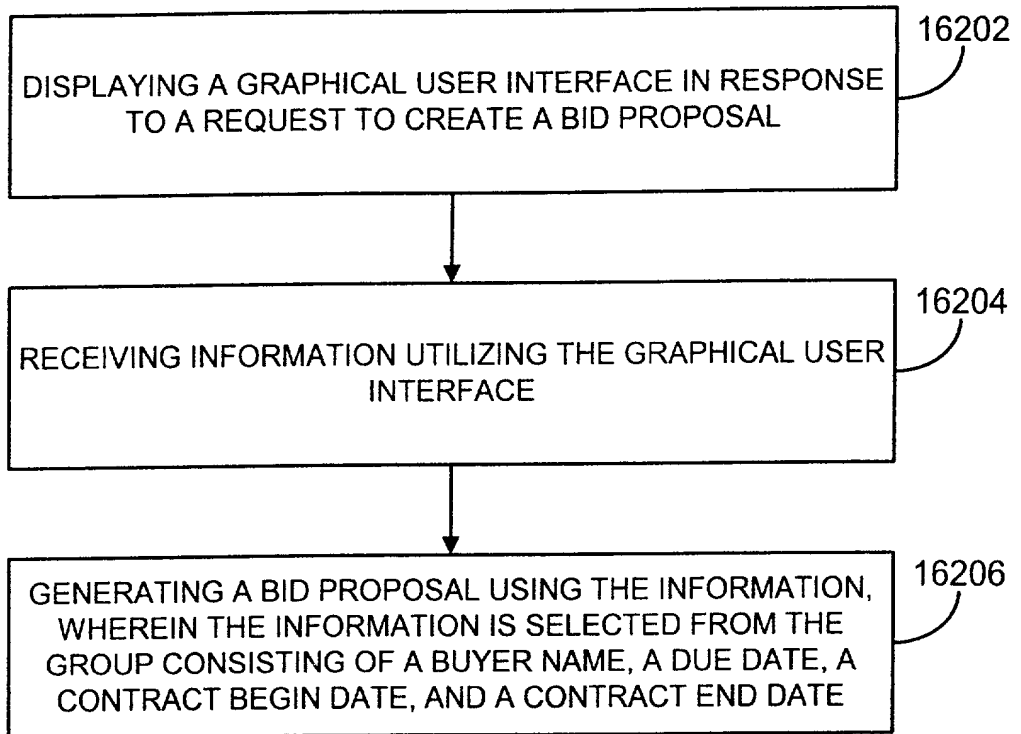 16202
DISPLAYING A GRAPHICAL USER INTERFACE IN RESPONSE
TO A REQUEST TO CREATE A BID PROPOSAL
16204
RECEIVING INFORMATION UTILIZING THE GRAPHICAL USER
INTERFACE
16206
GENERATING A BID PROPOSAL USING THE INFORMATION,
WHEREIN THE INFORMATION IS SELECTED FROM THE
GROUP CONSISTING OF A BUYER NAME, A DUE DATE, A
CONTRACT BEGIN DATE, AND A CONTRACT END DATE